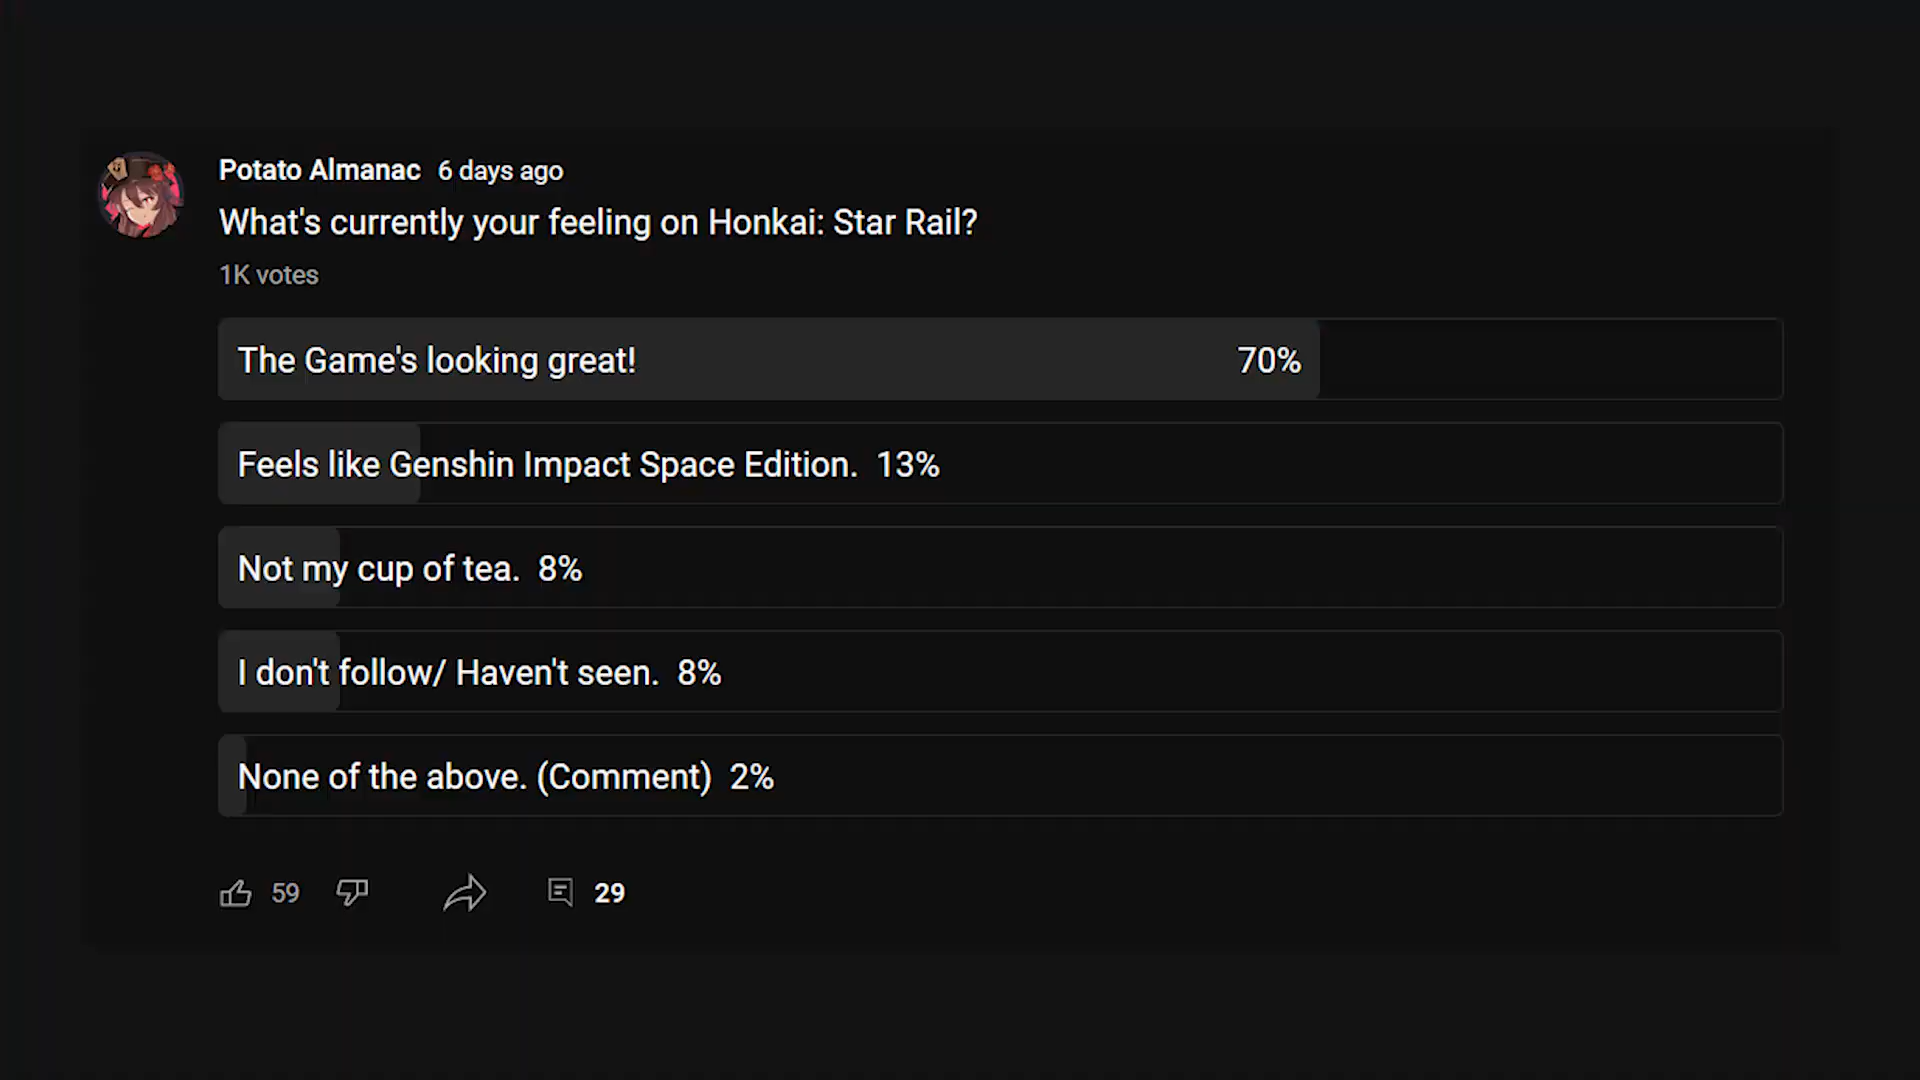 Potato Almanac 6 days ago
What's currently your feeling on Honkai: Star Rail?
1K votes
The Game's looking great! 70%
Feels like Genshin Impact Space Edition. 13%
Not my cup of tea. 8%
I don't follow/ Haven't seen. 8%
None of the above. (Comment) 2%
59 29